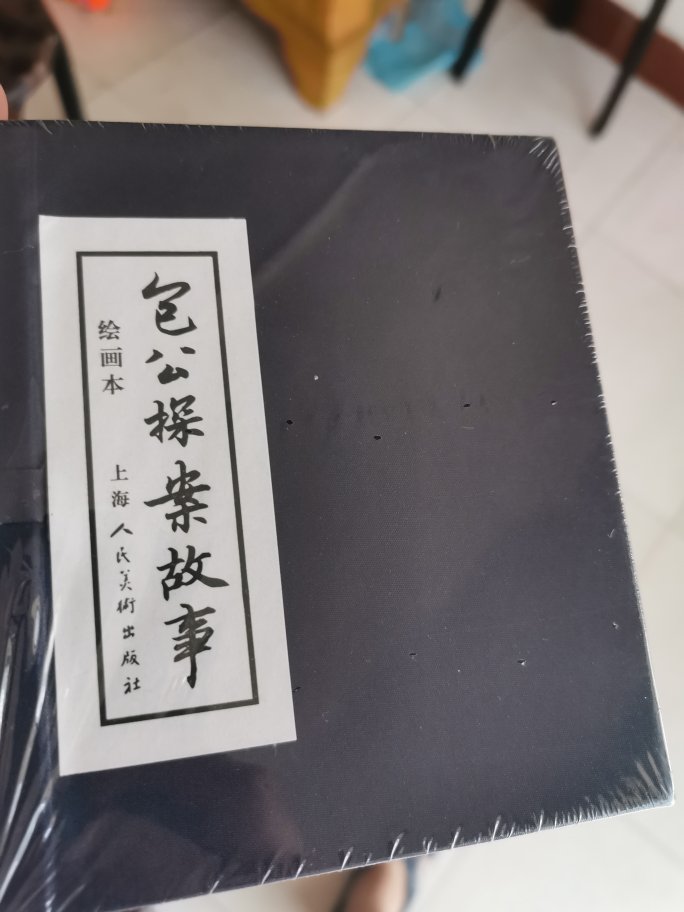 包公探案故事
绘画本
上海人民美術出版社